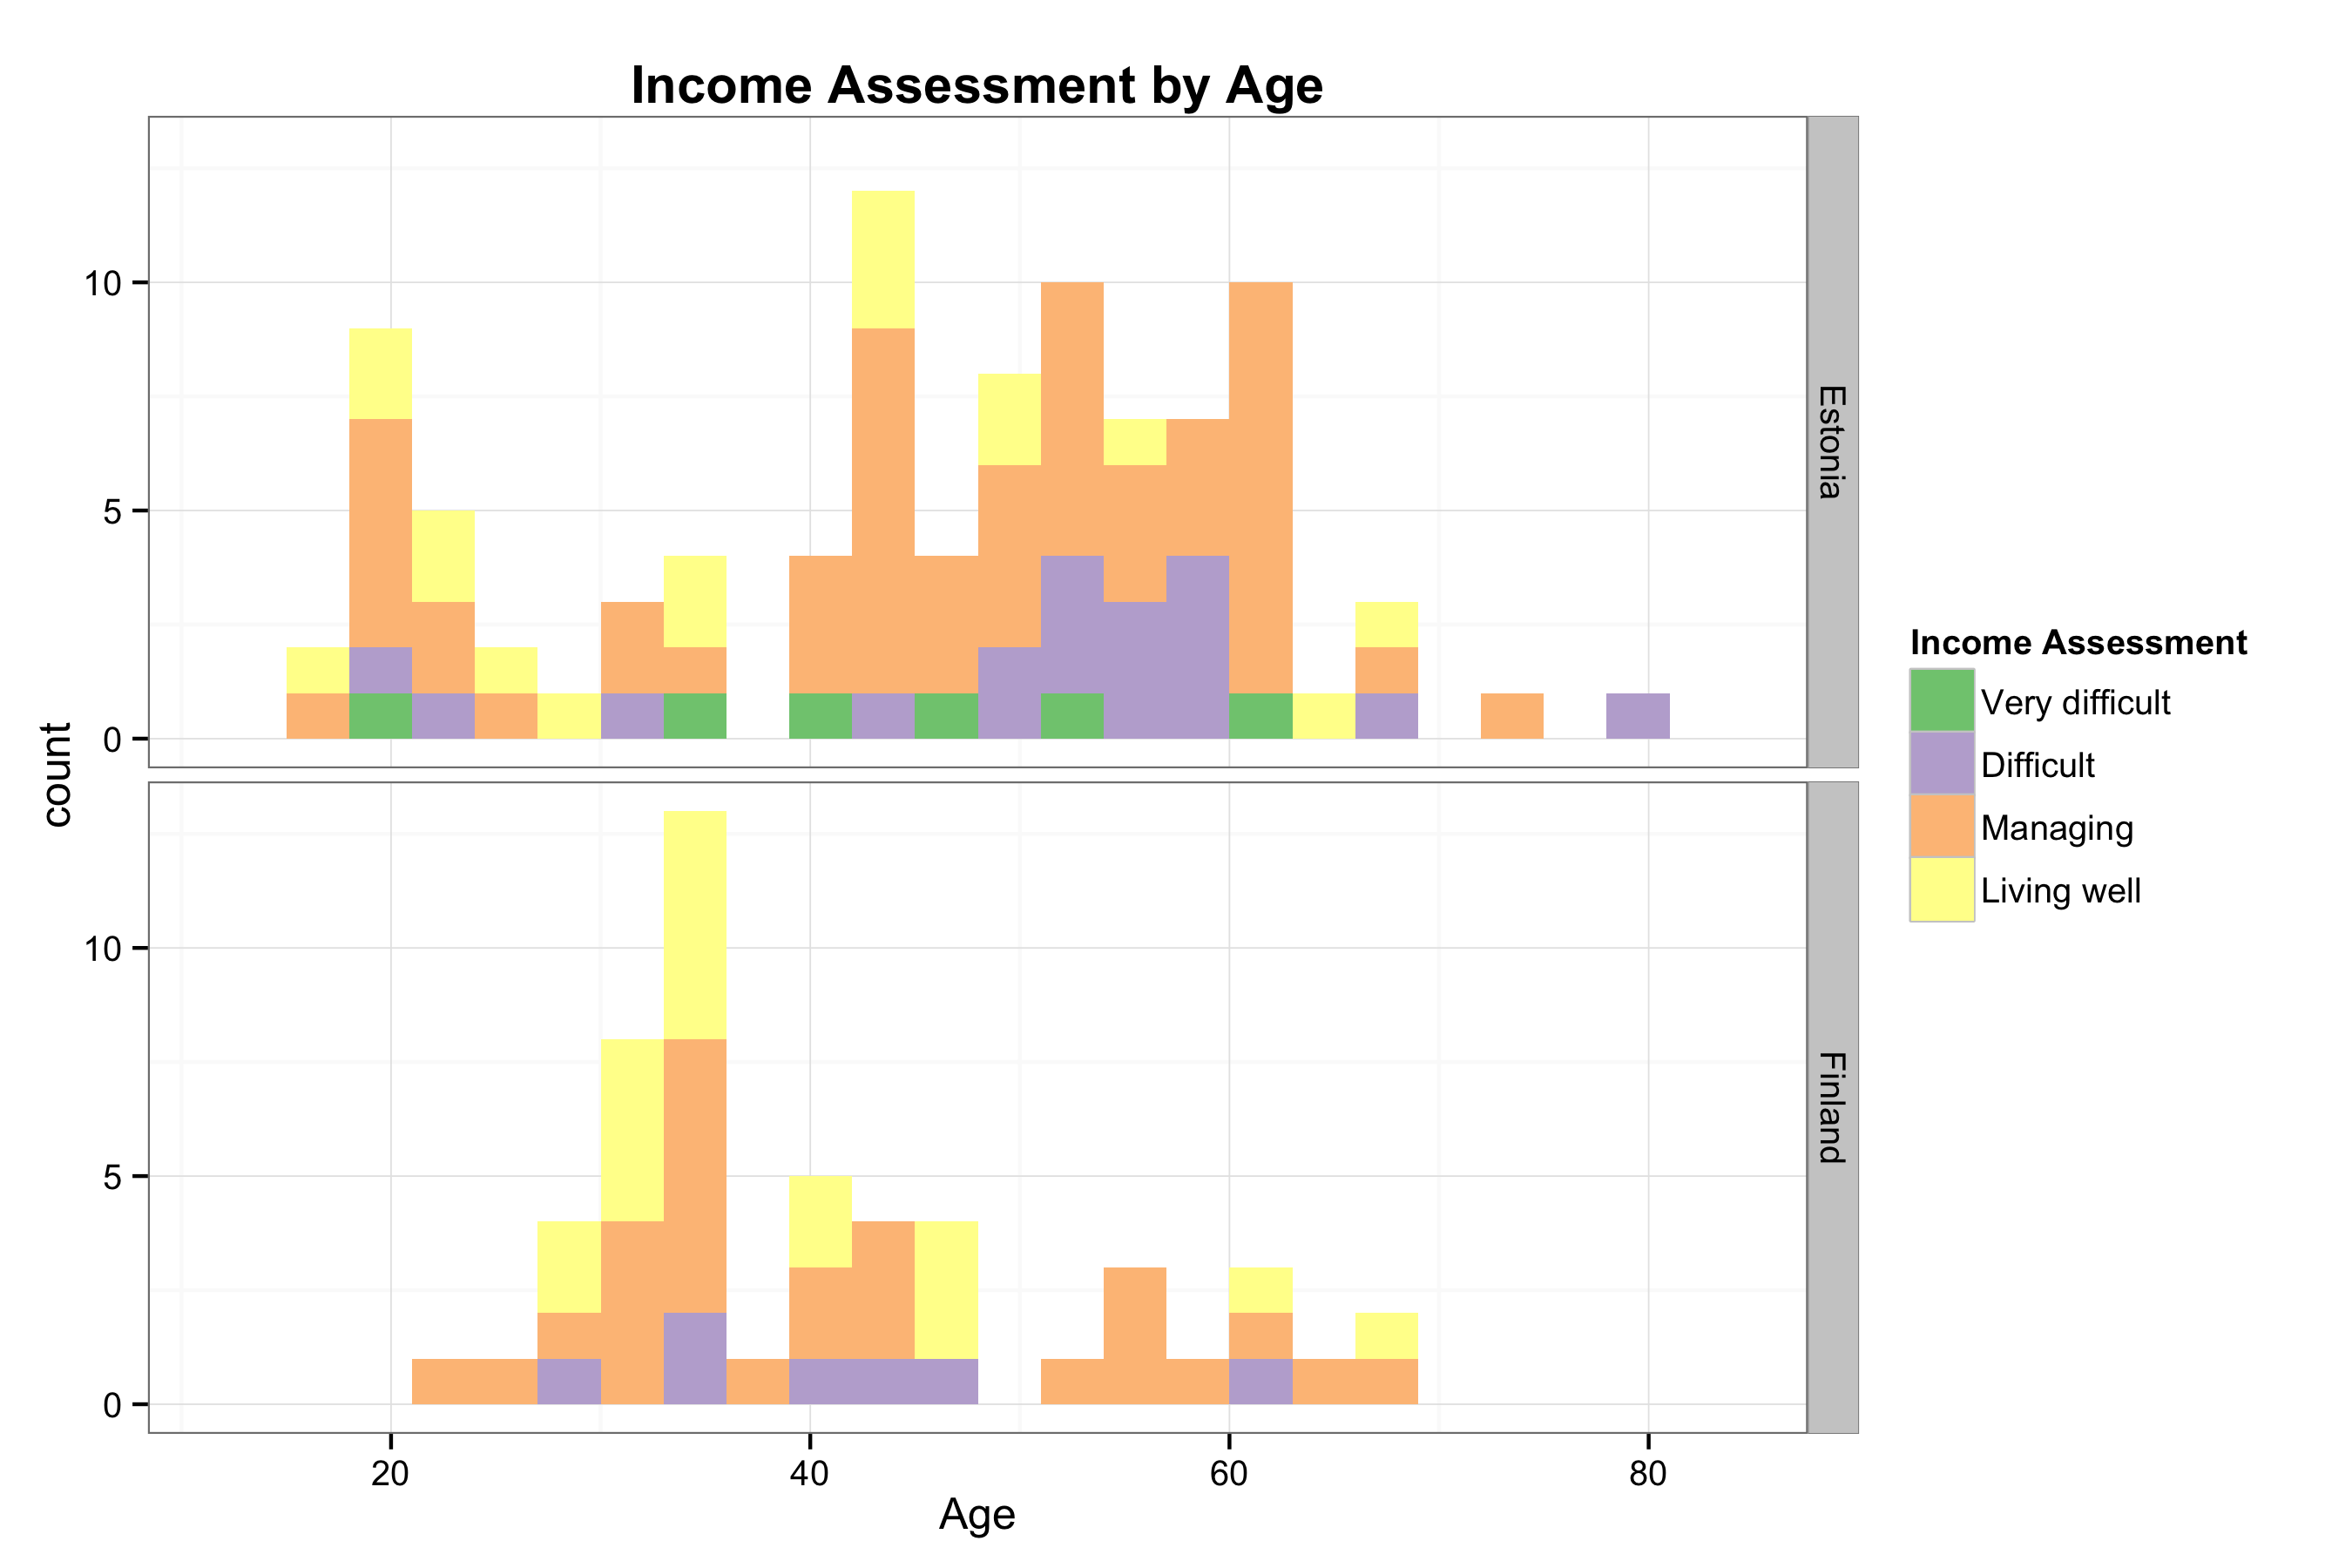 Income Assessment by Age
10
5
0
Estonia
10
5
0
Finland
count
20 40 60 80
Age
Income Assessment
Very difficult
Difficult
Managing
Living well